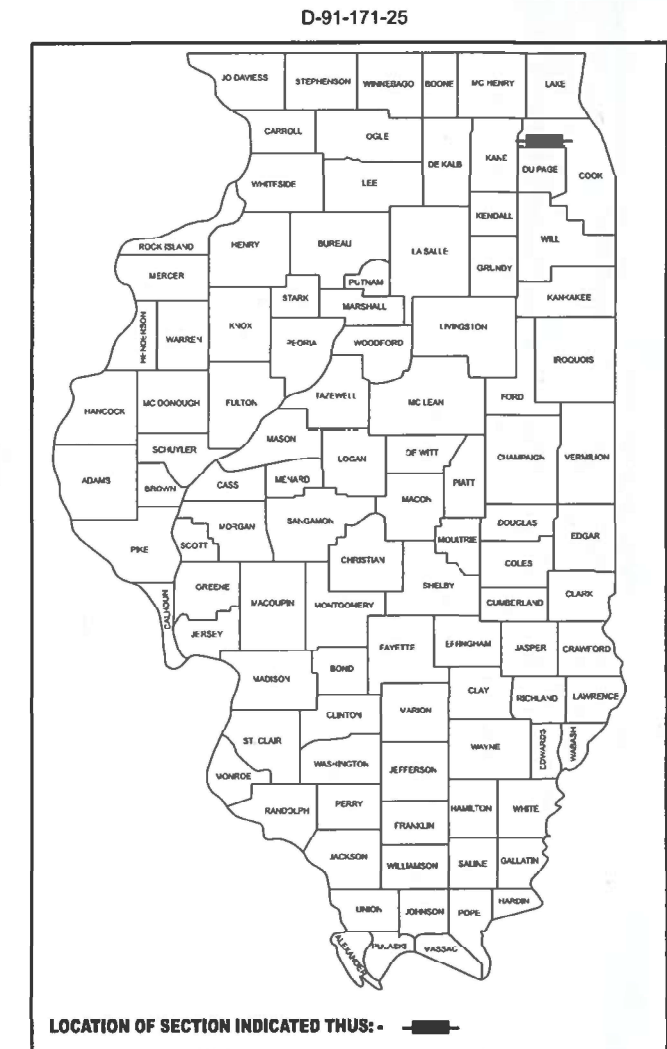 D-91-171-25
JO DAVIESS STEPHENSON WINNEBAGO BOONE MC HENRY LAKE
CARROLL OGLE DE KALB KANE DU PAGE COOK
WHITESIDE LEE
KENDALL WILL
ROCK ISLAND HENRY BUREAU LA SALLE GRUNDY
MERCER PUTNAM KANKAKEE
STARK MARSHALL
HENDERSON WARREN KNOX PEORIA WOODFORD LIVINGSTON IROQUOIS
HANCOCK MC DONOUGH FULTON TAZEWELL MC LEAN FORD
SCHUYLER MASON LOGAN DE WITT CHAMPAIGN VERMILION
ADAMS BROWN CASS MENARD MACON PIATT
PIKE SCOTT MORGAN SANGAMON CHRISTIAN MOULTRIE DOUGLAS EDGAR
COLES
CALHOUN GREENE MACOUPIN MONTGOMERY SHELBY CUMBERLAND CLARK
JERSEY FAYETTE EFFINGHAM JASPER CRAWFORD
MADISON BOND CLAY RICHLAND LAWRENCE
CLINTON MARION
ST. CLAIR WASHINGTON JEFFERSON WAYNE EDWARDS WABASH
MONROE
RANDOLPH PERRY FRANKLIN HAMILTON WHITE
JACKSON WILLIAMSON SALINE GALLATIN
UNION JOHNSON POPE HARDIN
ALEXANDER PULASKI MASSAC
LOCATION OF SECTION INDICATED THUS: -